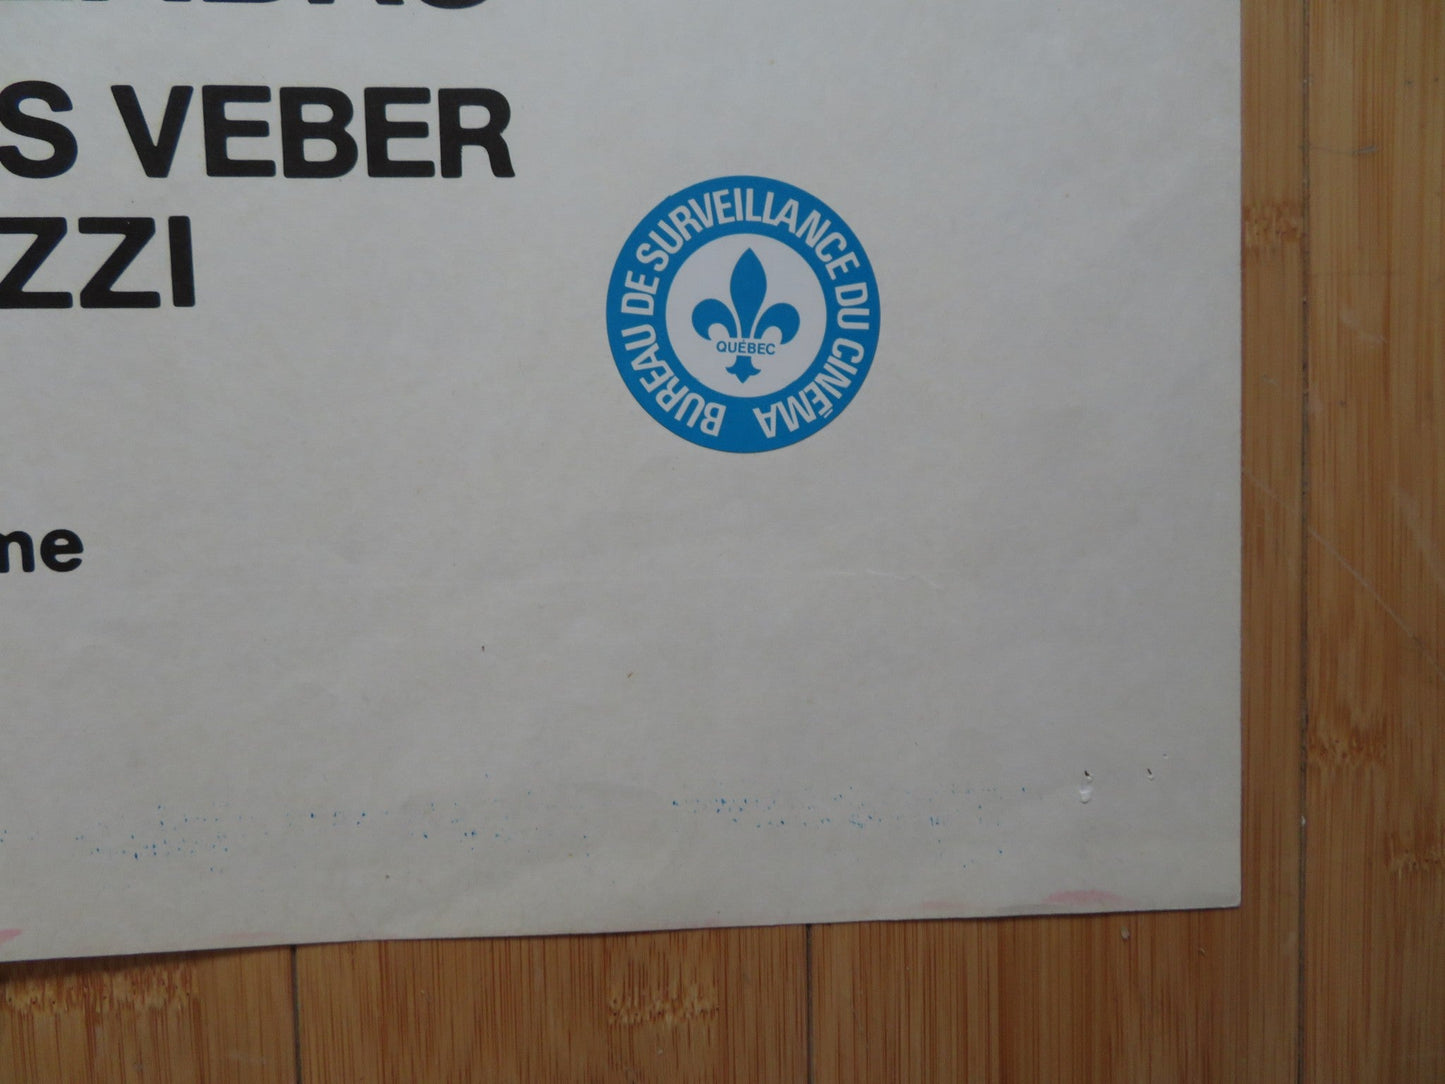 S VEBER
ZZI
BUREAU DE SURVEILLANCE DU CINÉMA
QUÉBEC
me